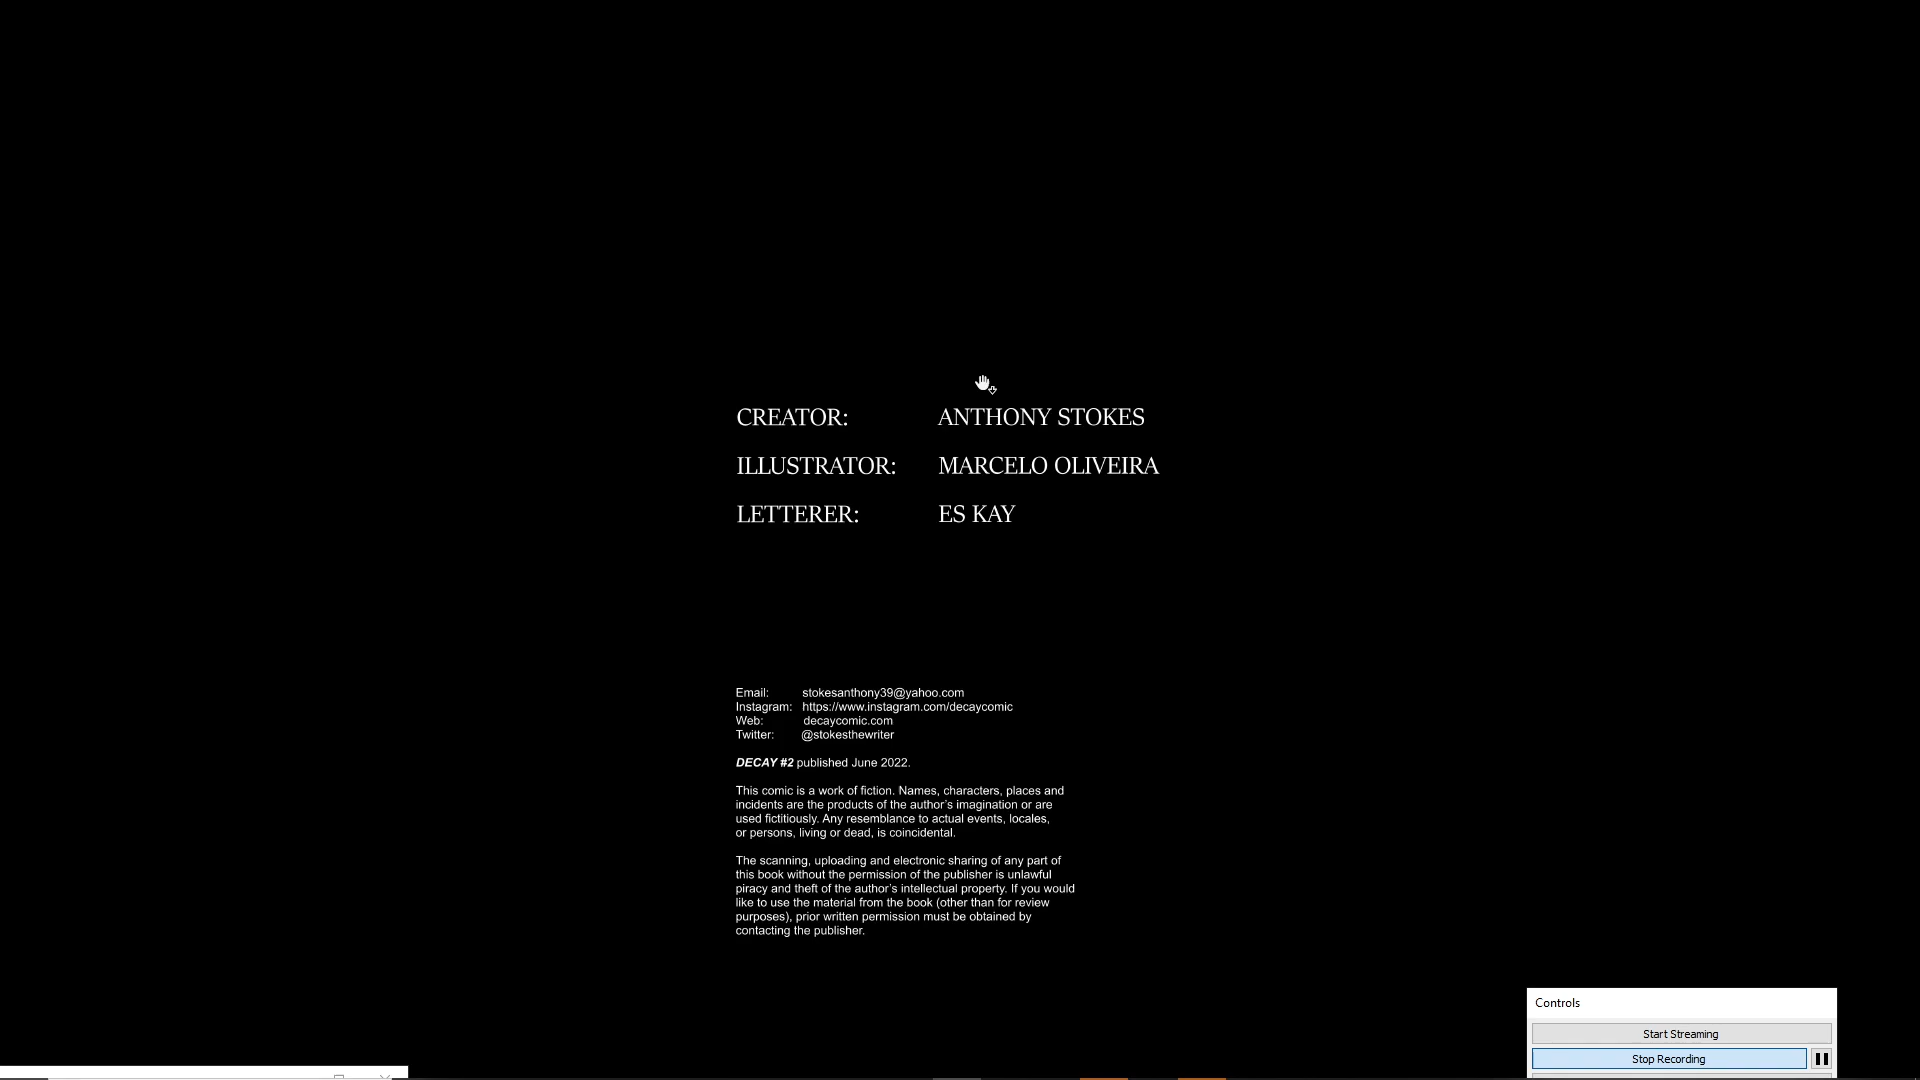 CREATOR: ANTHONY STOKES
ILLUSTRATOR: MARCELO OLIVEIRA
LETTERER: ES KAY
Email: stokesanthony39@yahoo.com
Instagram: https://www.instagram.com/decaycomic
Web: decaycomic.com
Twitter: @stokesthewriter
DECAY #2 published June 2022.
This comic is a work of fiction. Names, characters, places and
incidents are the products of the author's imagination or are
used fictitiously. Any resemblance to actual events, locales,
or persons, living or dead, is coincidental.
The scanning, uploading and electronic sharing of any part of
this book without the permission of the publisher is unlawful
piracy and theft of the author's intellectual property. If you would
like to use the material from the book (other than for review
purposes), prior written permission must be obtained by
contacting the publisher.
Controls
Start Streaming
Stop Recording